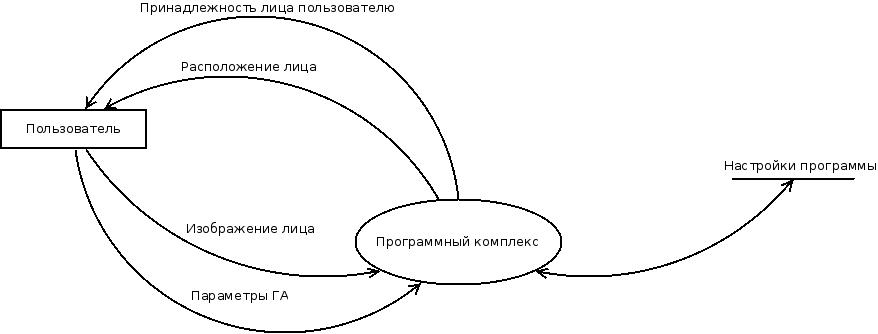 Принадлежность лица пользователю
Расположение лица
Пользователь
Настройки программы
Изображение лица
Программный комплекс
Параметры ГА